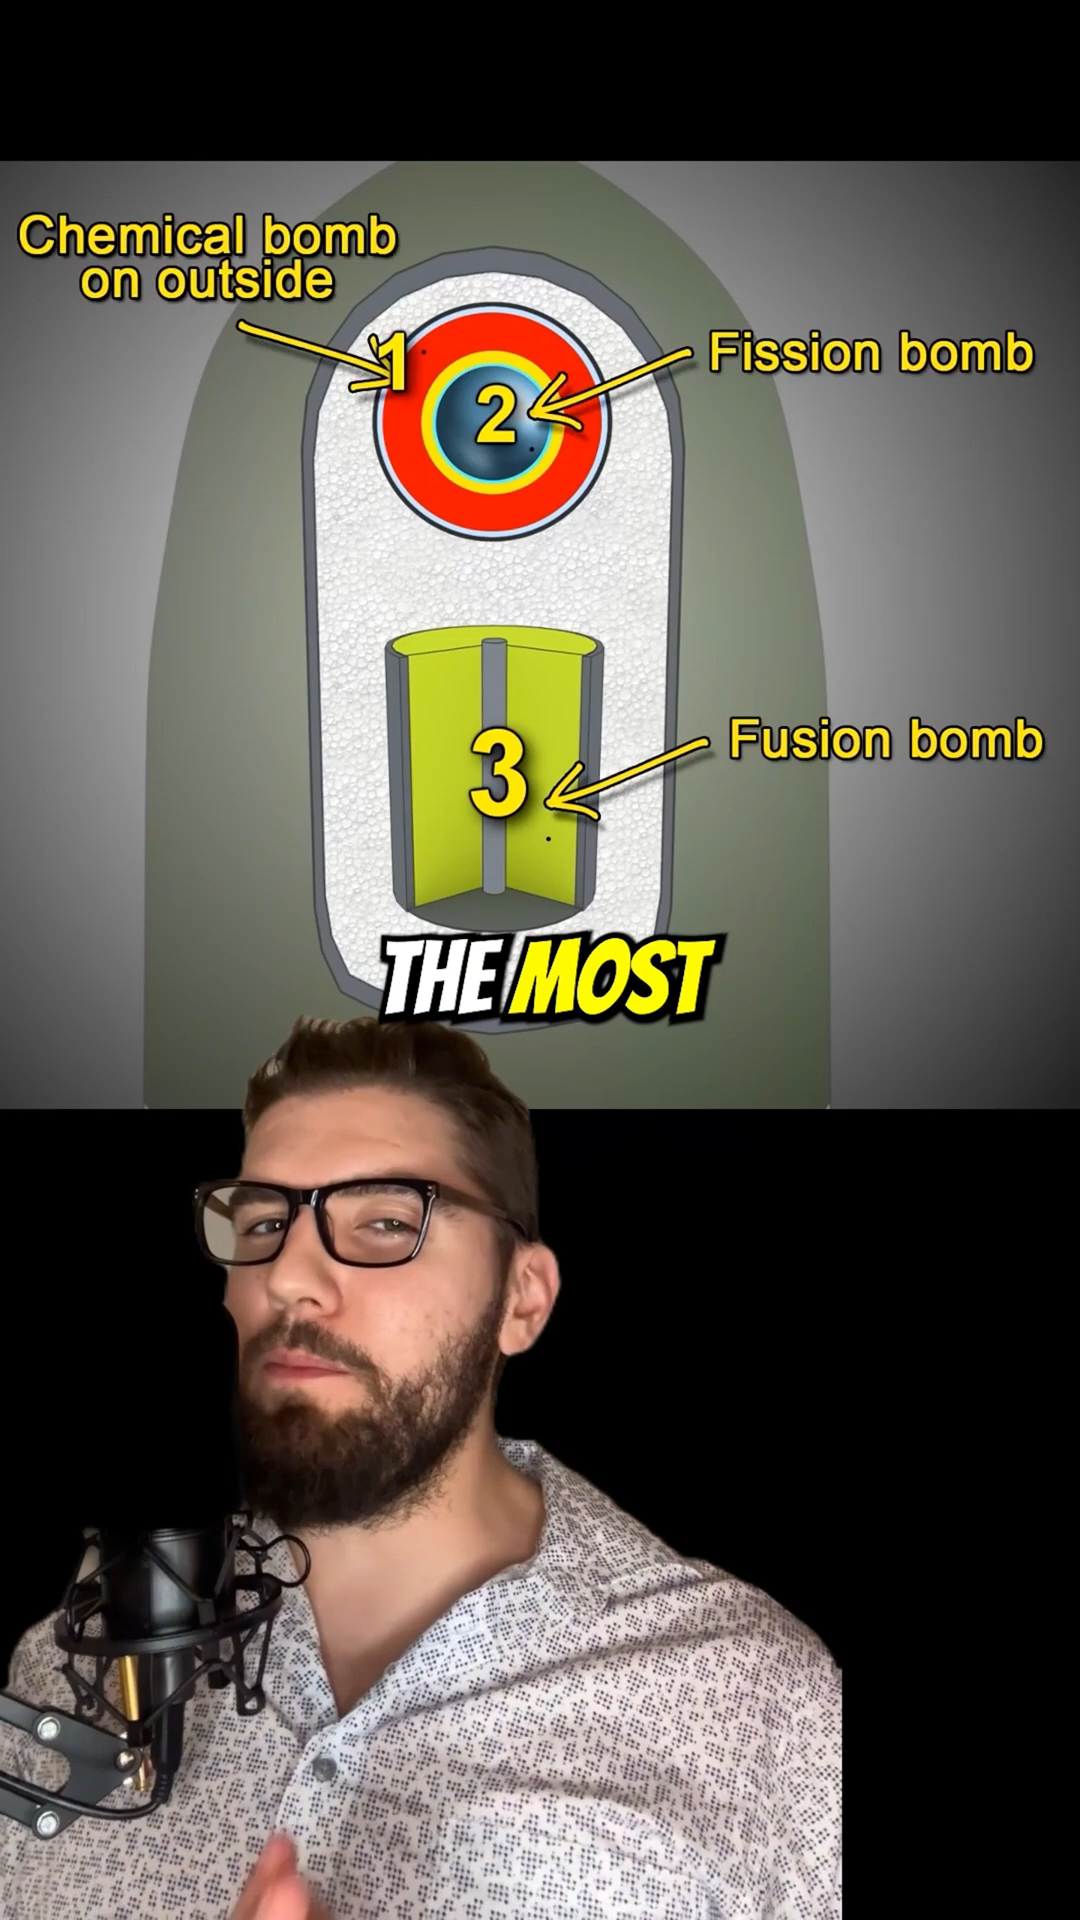 Chemical bomb
on outside
1
Fission bomb
2
Fusion bomb
3
THE MOST